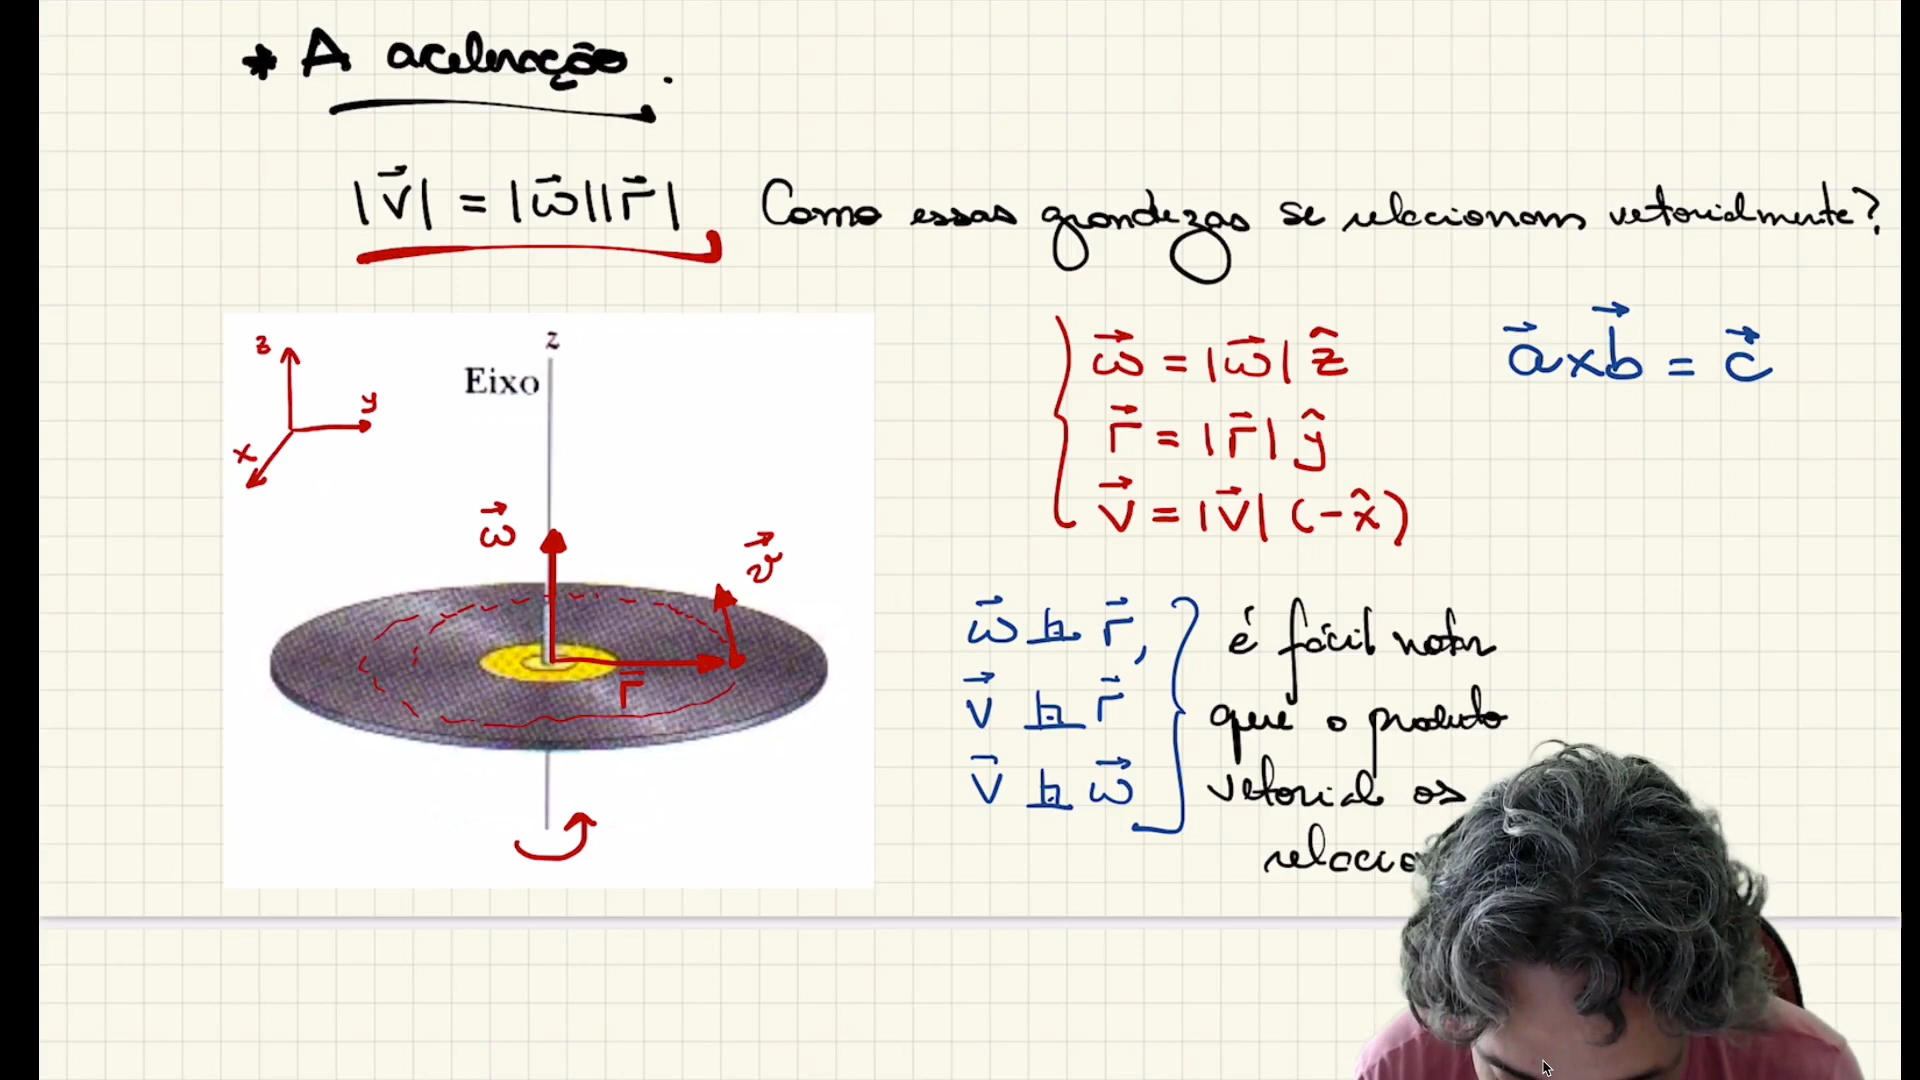 * A aceleração.
|v⃗| = |ω⃗||r⃗| Como essas grandezas se relacionam vetorialmente?
z
y
x
z
Eixo
ω⃗
v⃗
r⃗
ω⃗ = |ω⃗| ẑ
r⃗ = |r⃗| ŷ
v⃗ = |v⃗| (-x̂)
a⃗ x b⃗ = c⃗
ω⃗ ⊥ r⃗,
v⃗ ⊥ r⃗
v⃗ ⊥ ω⃗
é fácil notar
que o produto
vetorial os